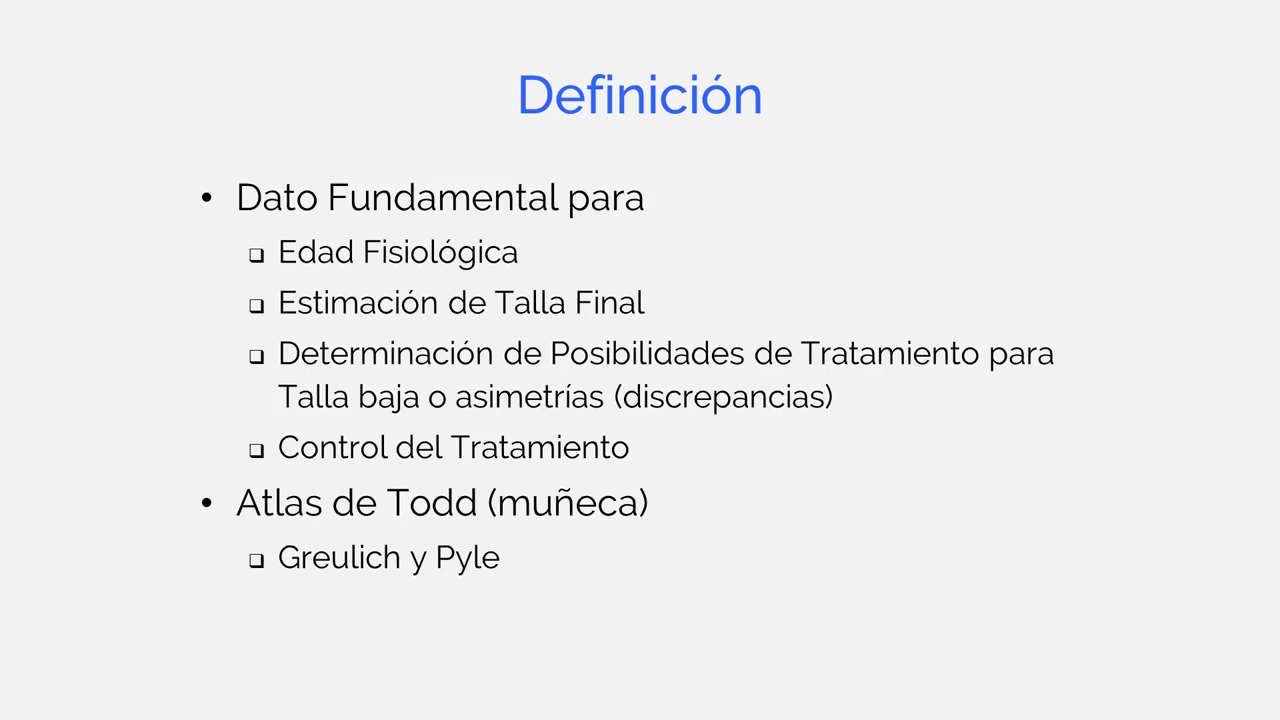 Definición
• Dato Fundamental para
❑ Edad Fisiológica
❑ Estimación de Talla Final
❑ Determinación de Posibilidades de Tratamiento para
Talla baja o asimetrías (discrepancias)
❑ Control del Tratamiento
• Atlas de Todd (muñeca)
❑ Greulich y Pyle